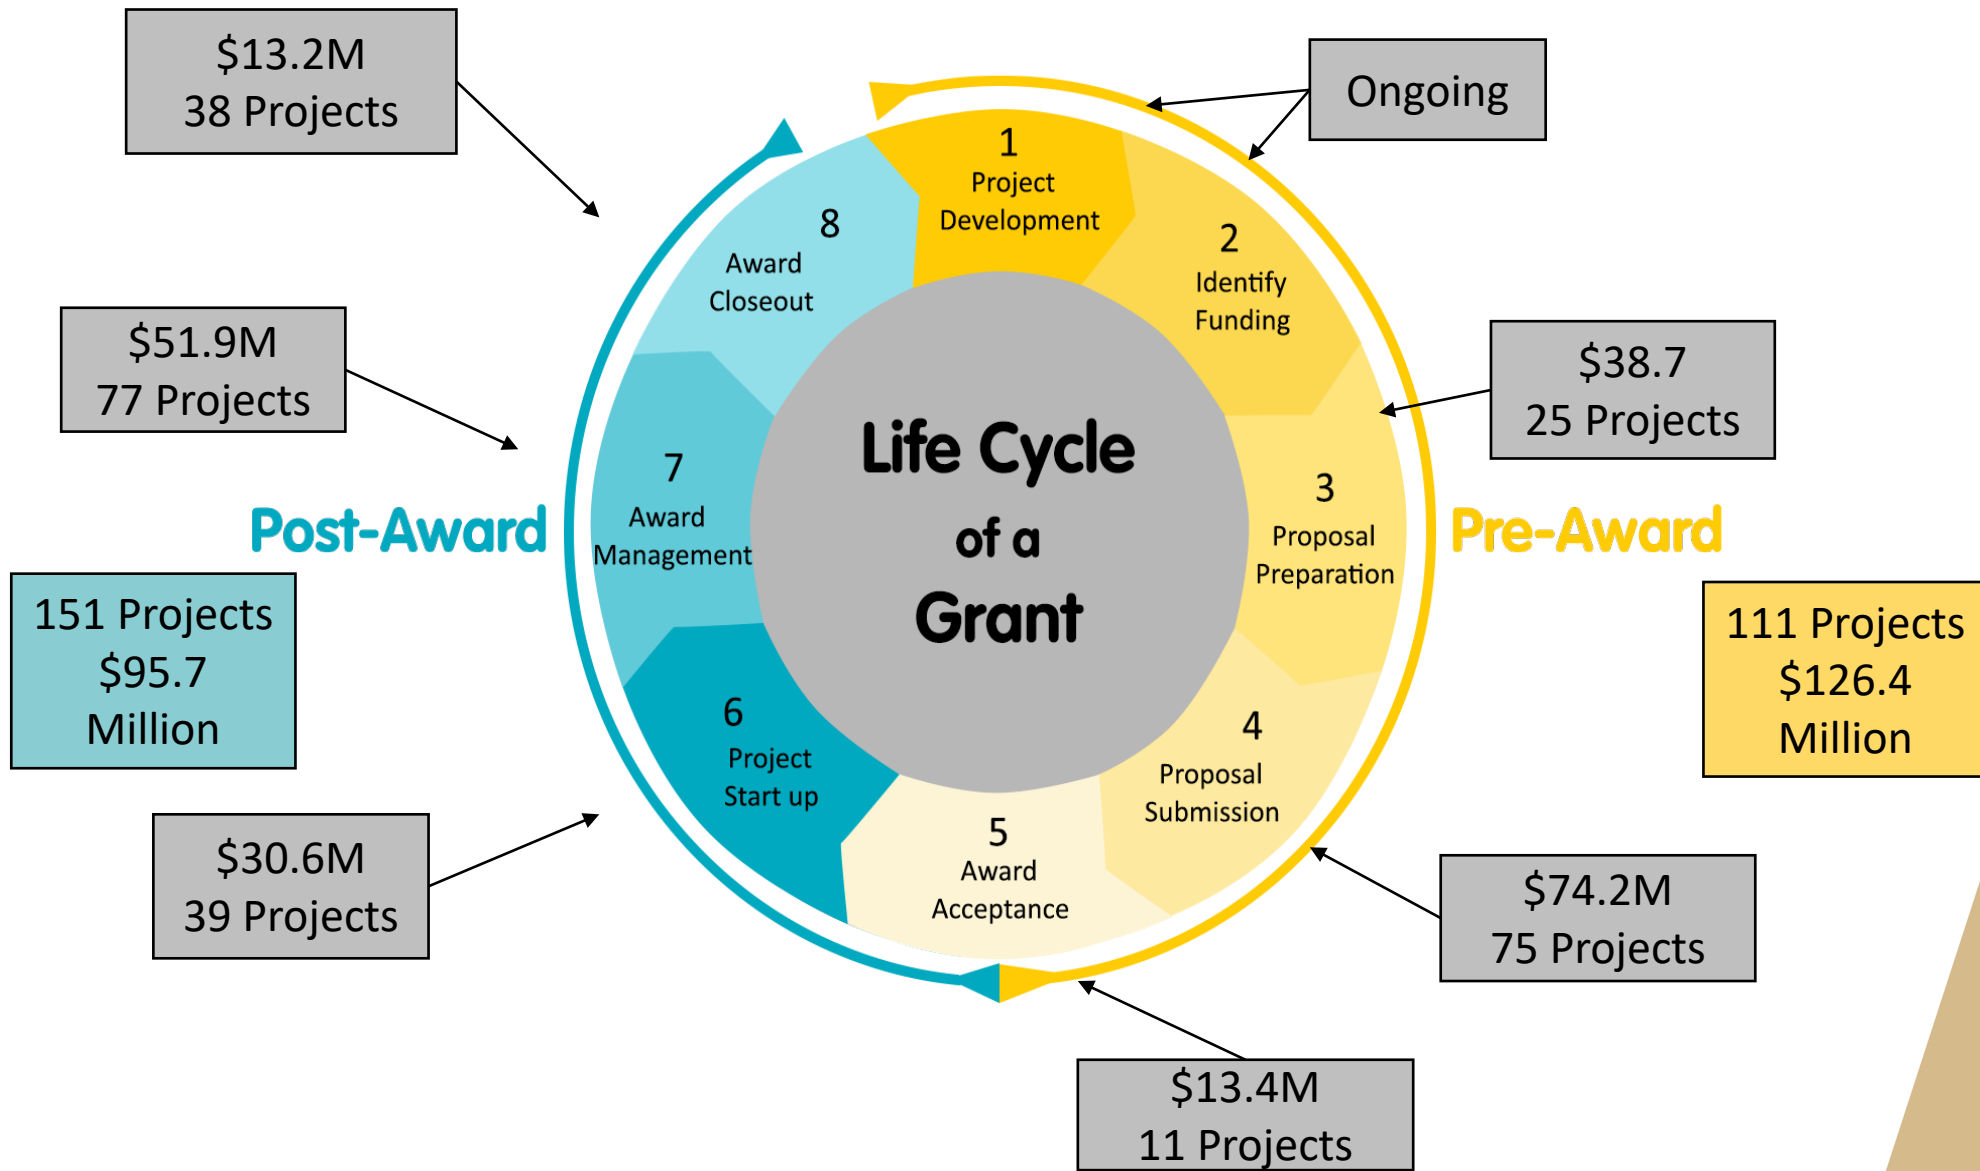 $13.2M
38 Projects
Ongoing
1
Project
Development
2
Identify
Funding
8
Award
Closeout
$51.9M
77 Projects
$38.7
25 Projects
Life Cycle
of a
Grant
7
Award
Management
3
Proposal
Preparation
Post-Award
Pre-Award
151 Projects
$95.7
Million
111 Projects
$126.4
Million
6
Project
Start up
4
Proposal
Submission
5
Award
Acceptance
$30.6M
39 Projects
$74.2M
75 Projects
$13.4M
11 Projects